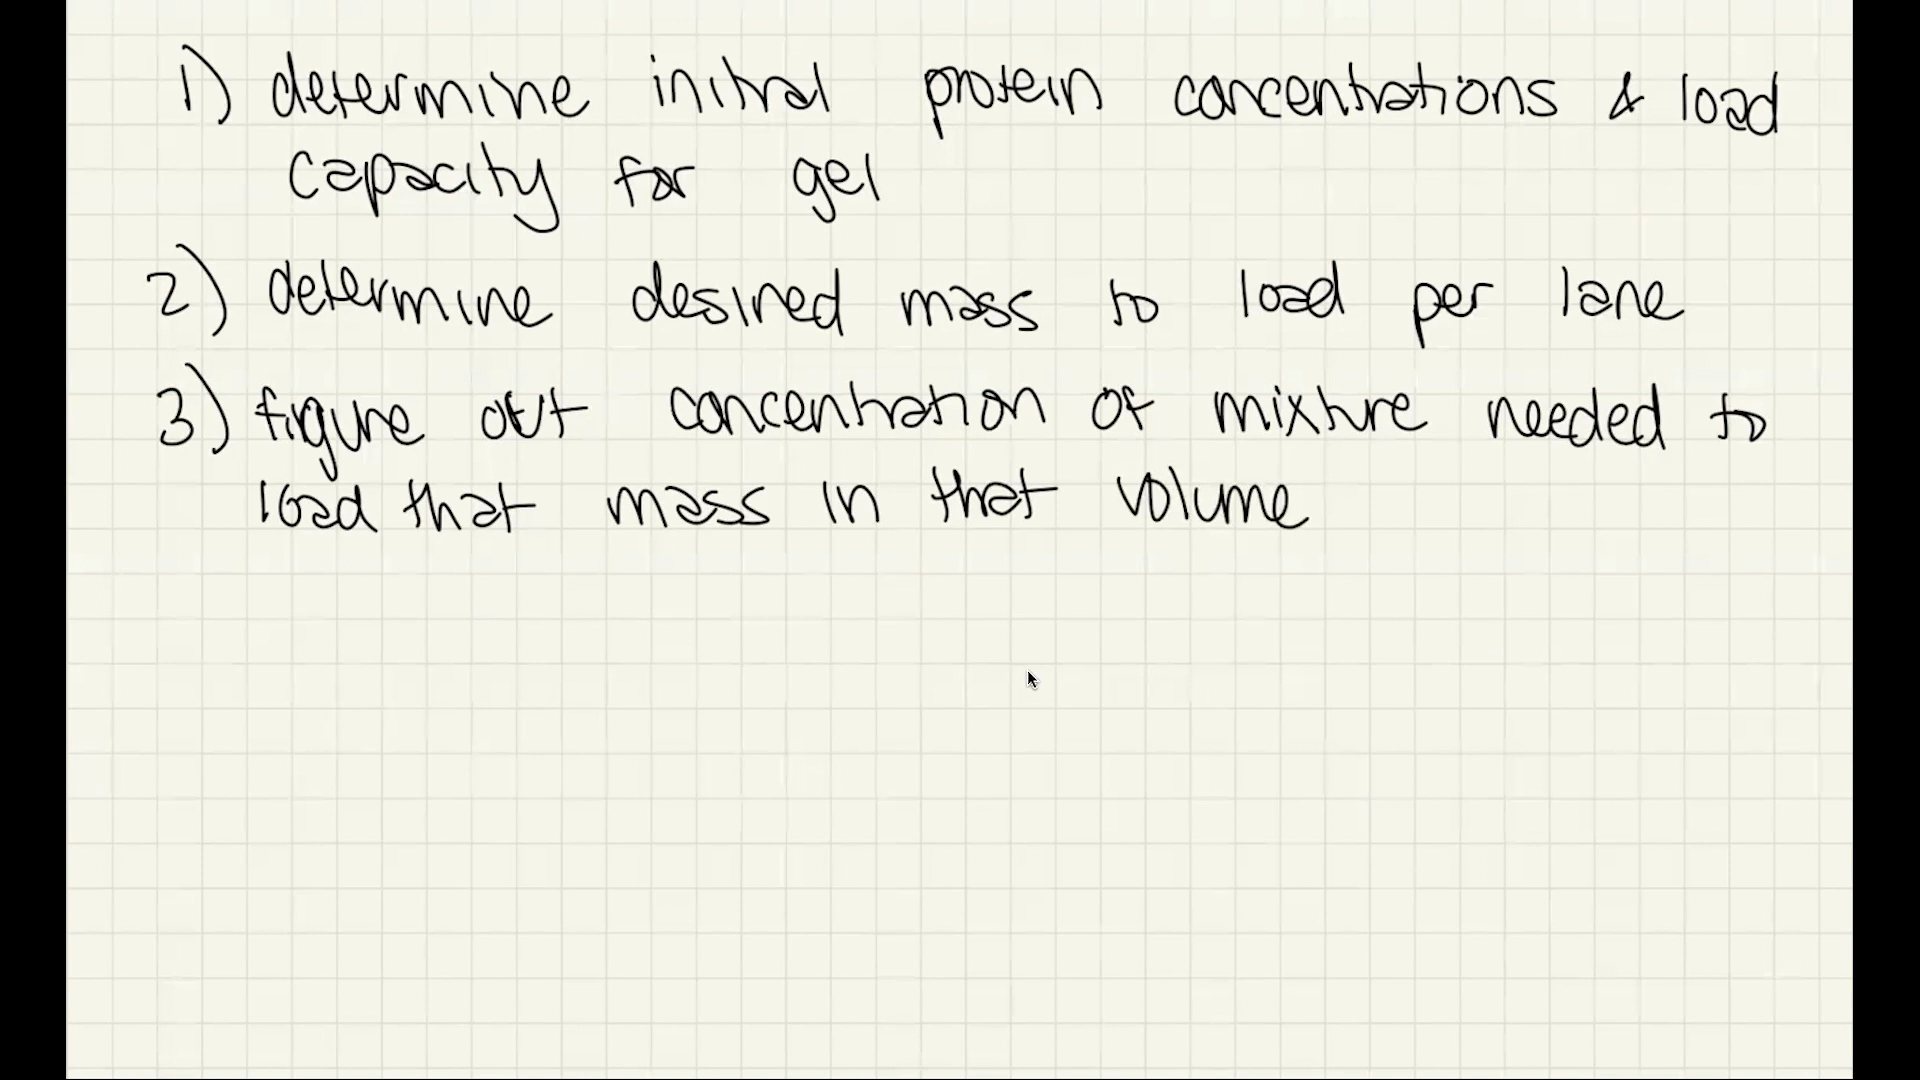 1) determine initial protein concentrations & load
capacity for gel
2) determine desired mass to load per lane
3) figure out concentration of mixture needed to
load that mass in that volume